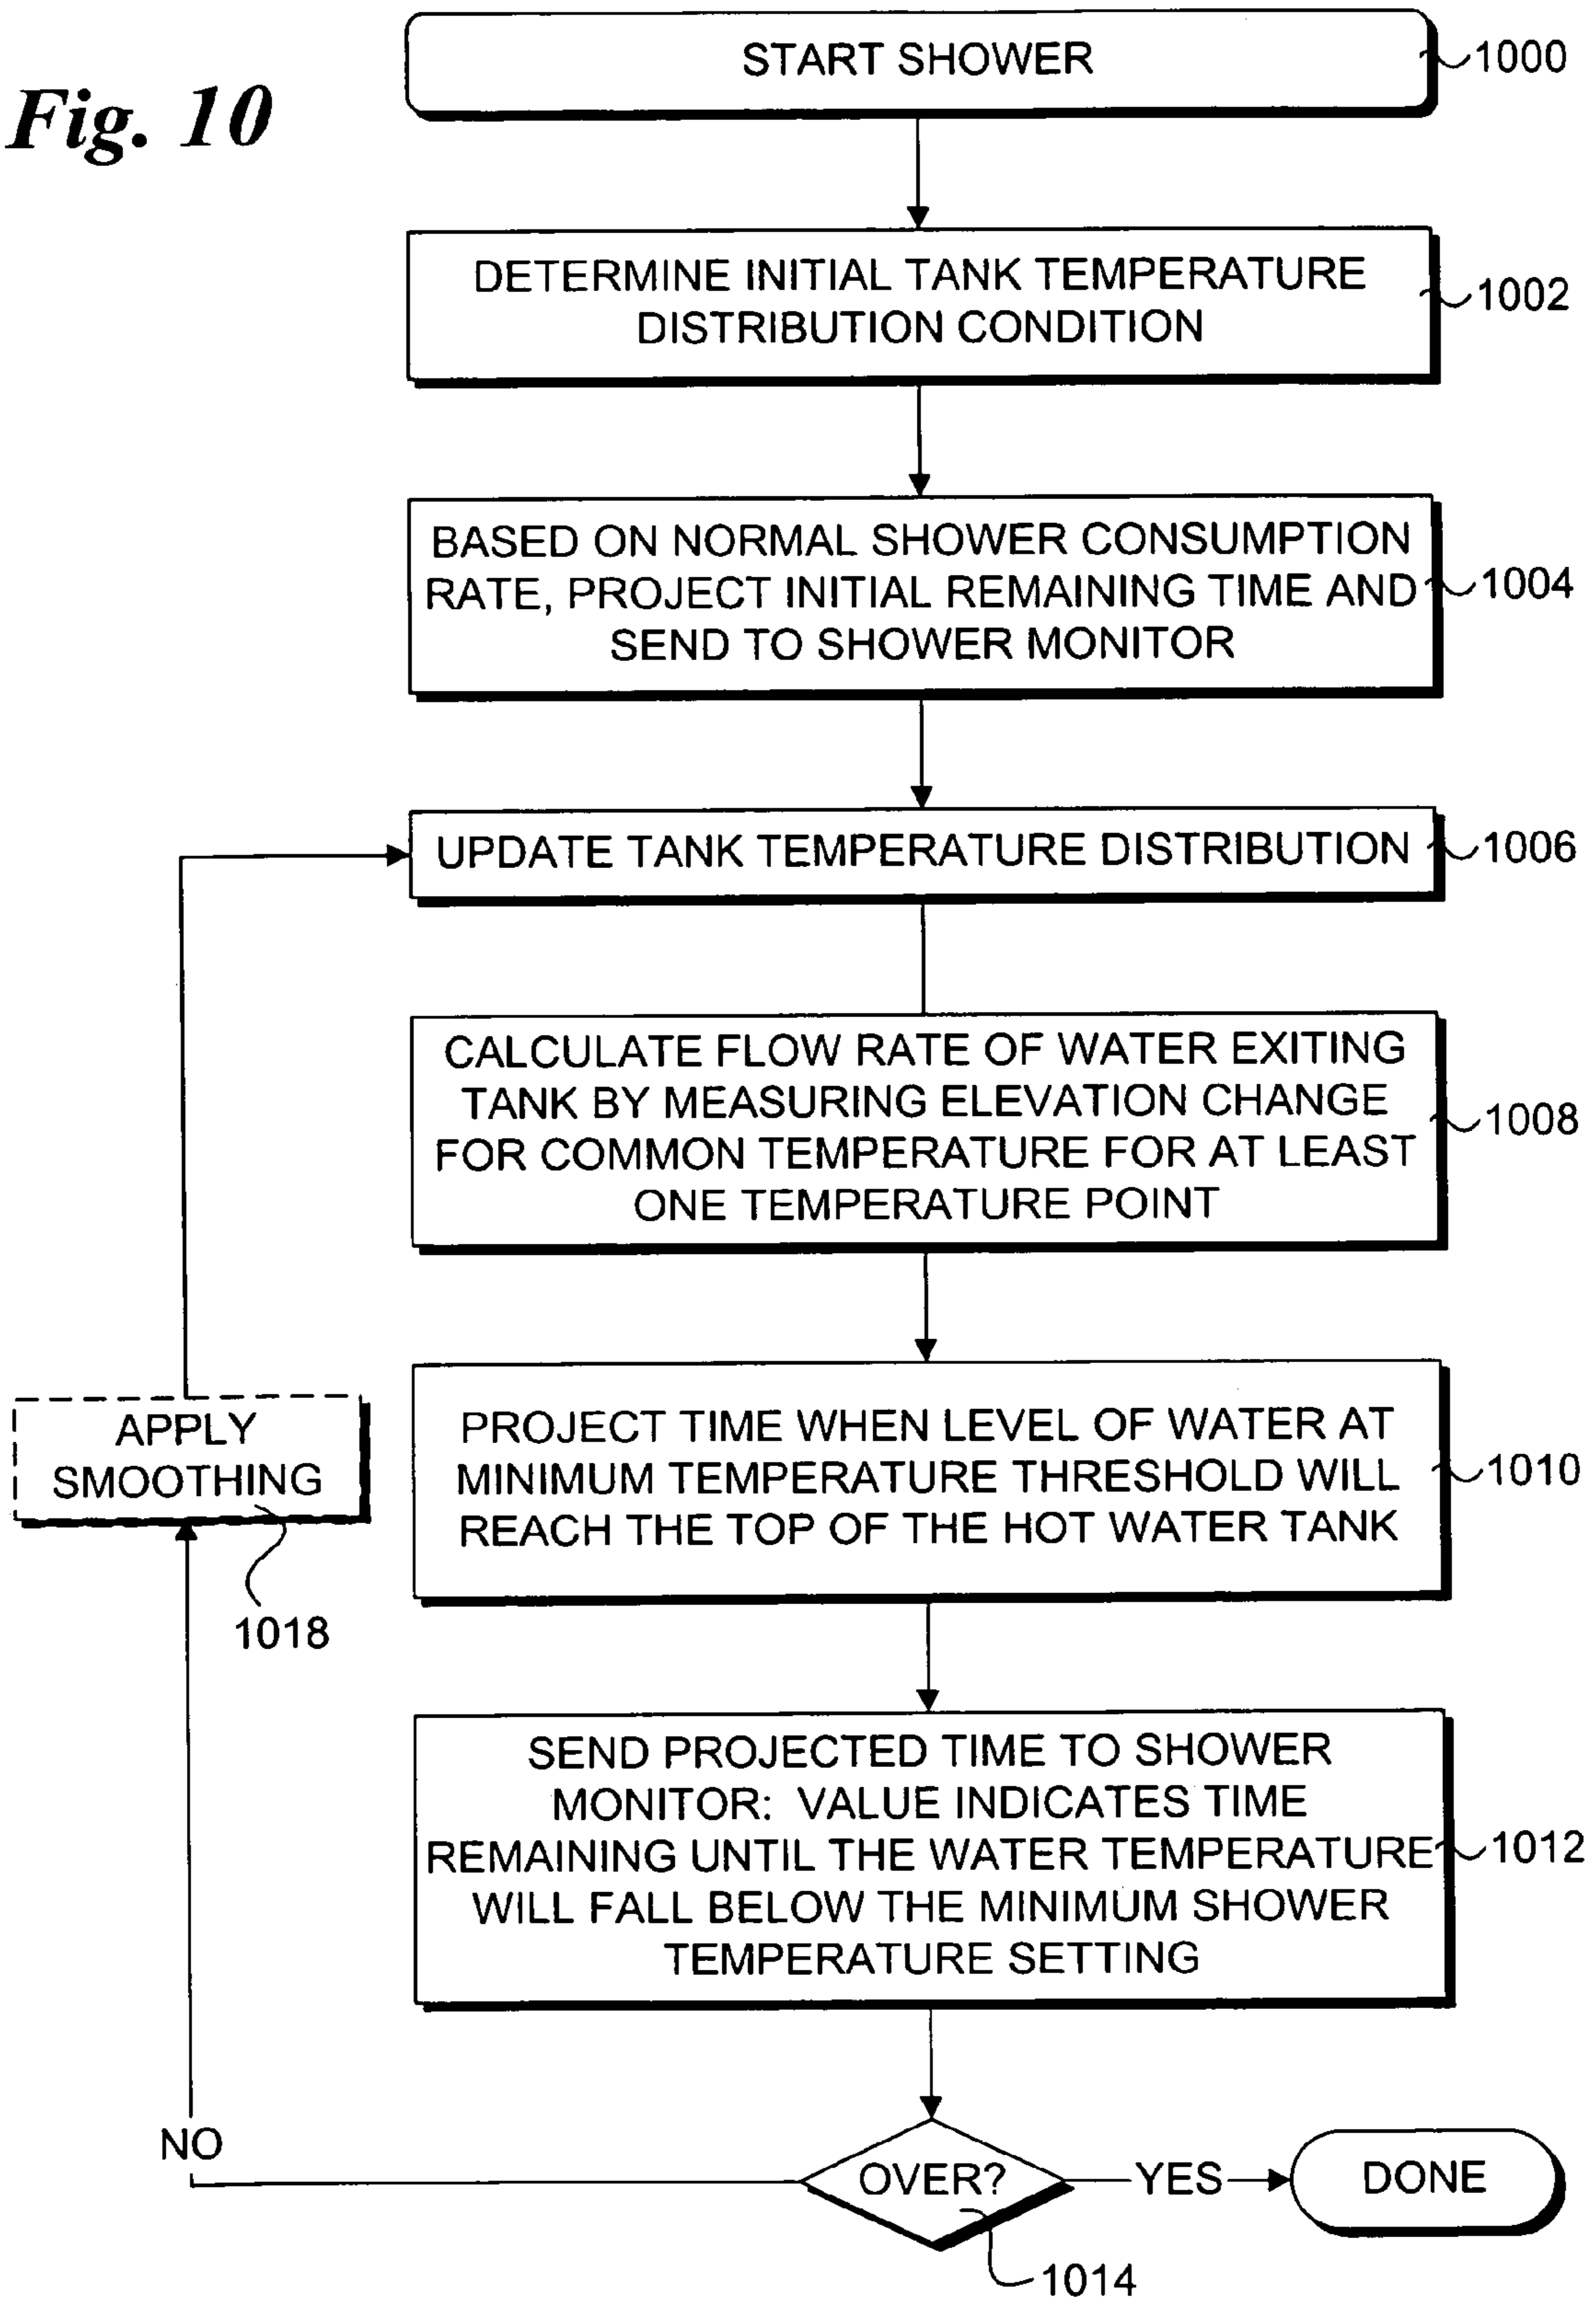 Fig. 10
START SHOWER
1000
DETERMINE INITIAL TANK TEMPERATURE
DISTRIBUTION CONDITION
1002
BASED ON NORMAL SHOWER CONSUMPTION
RATE, PROJECT INITIAL REMAINING TIME AND
SEND TO SHOWER MONITOR
1004
UPDATE TANK TEMPERATURE DISTRIBUTION
1006
CALCULATE FLOW RATE OF WATER EXITING
TANK BY MEASURING ELEVATION CHANGE
FOR COMMON TEMPERATURE FOR AT LEAST
ONE TEMPERATURE POINT
1008
PROJECT TIME WHEN LEVEL OF WATER AT
MINIMUM TEMPERATURE THRESHOLD WILL
REACH THE TOP OF THE HOT WATER TANK
1010
APPLY
SMOOTHING
1018
SEND PROJECTED TIME TO SHOWER
MONITOR: VALUE INDICATES TIME
REMAINING UNTIL THE WATER TEMPERATURE
WILL FALL BELOW THE MINIMUM SHOWER
TEMPERATURE SETTING
1012
NO
OVER?
YES
DONE
1014